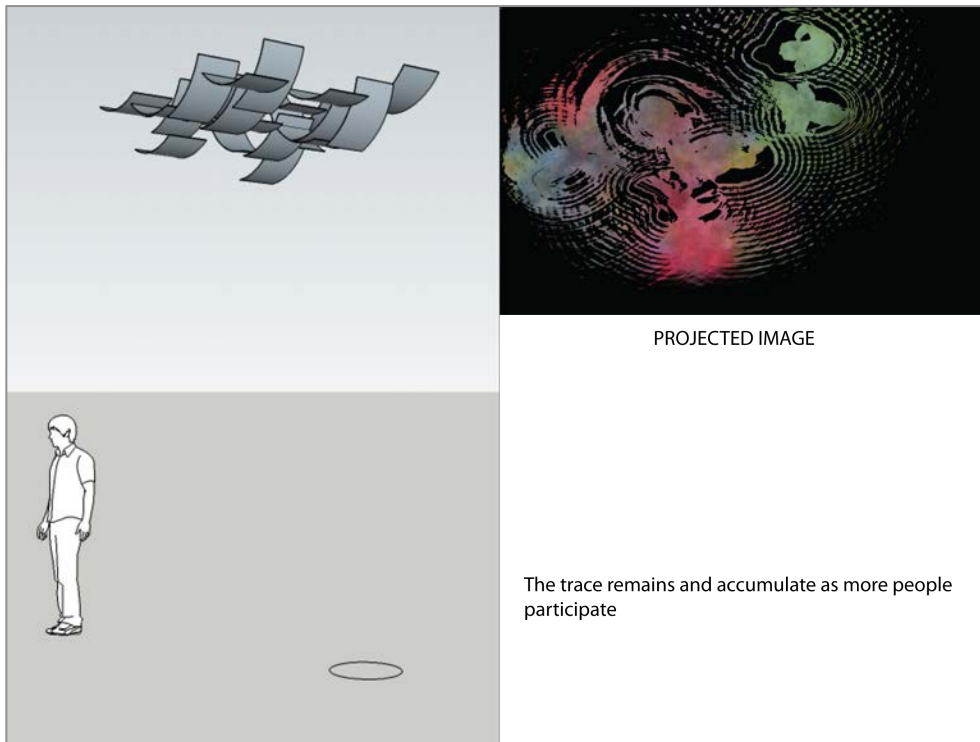 PROJECTED IMAGE
The trace remains and accumulate as more people
participate